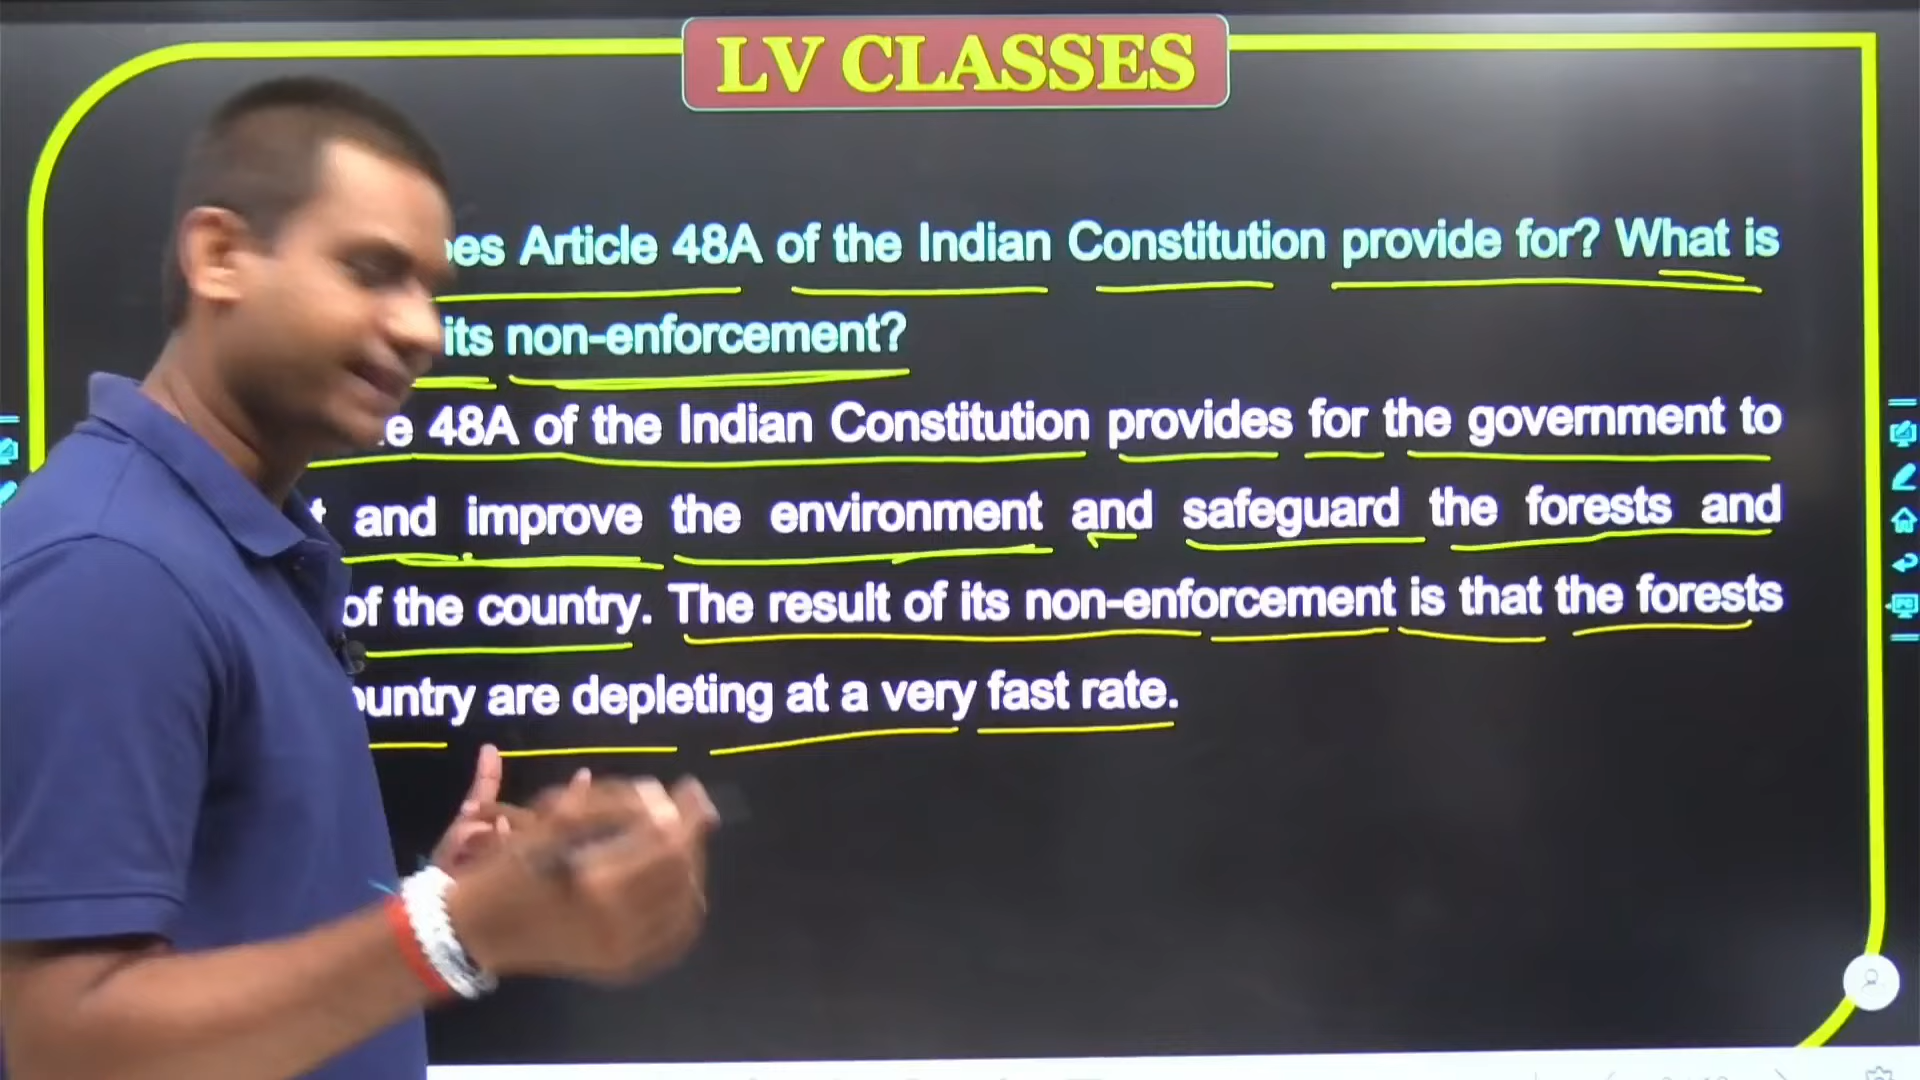 LV CLASSES
Article 48A of the Indian Constitution provide for? What is
its non-enforcement?
48A of the Indian Constitution provides for the government to
and improve the environment and safeguard the forests and
of the country. The result of its non-enforcement is that the forests
are depleting at a very fast rate.